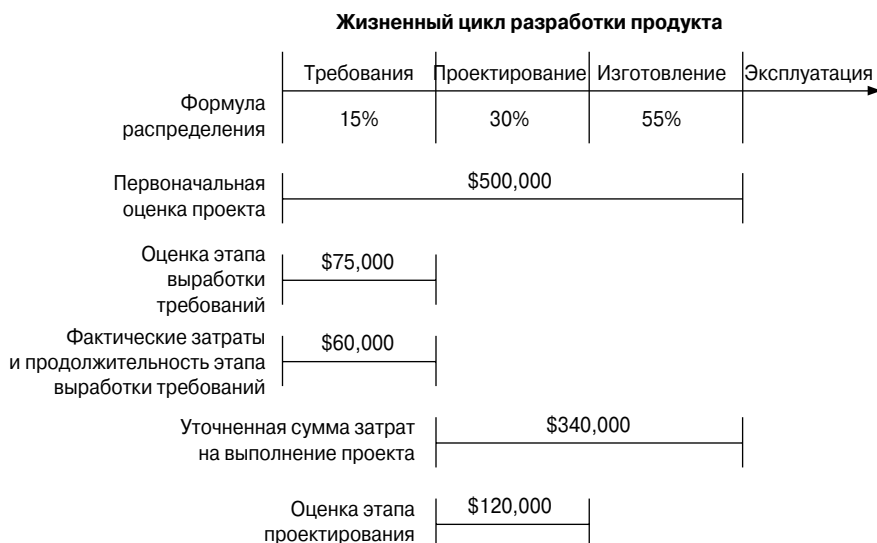 Жизненный цикл разработки продукта
Требования Проектирование Изготовление Эксплуатация
Формула
распределения
15% 30% 55%
Первоначальная
оценка проекта
$500,000
Оценка этапа
выработки
требований
$75,000
Фактические затраты
и продолжительность этапа
выработки требований
$60,000
Уточненная сумма затрат
на выполнение проекта
$340,000
Оценка этапа
проектирования
$120,000